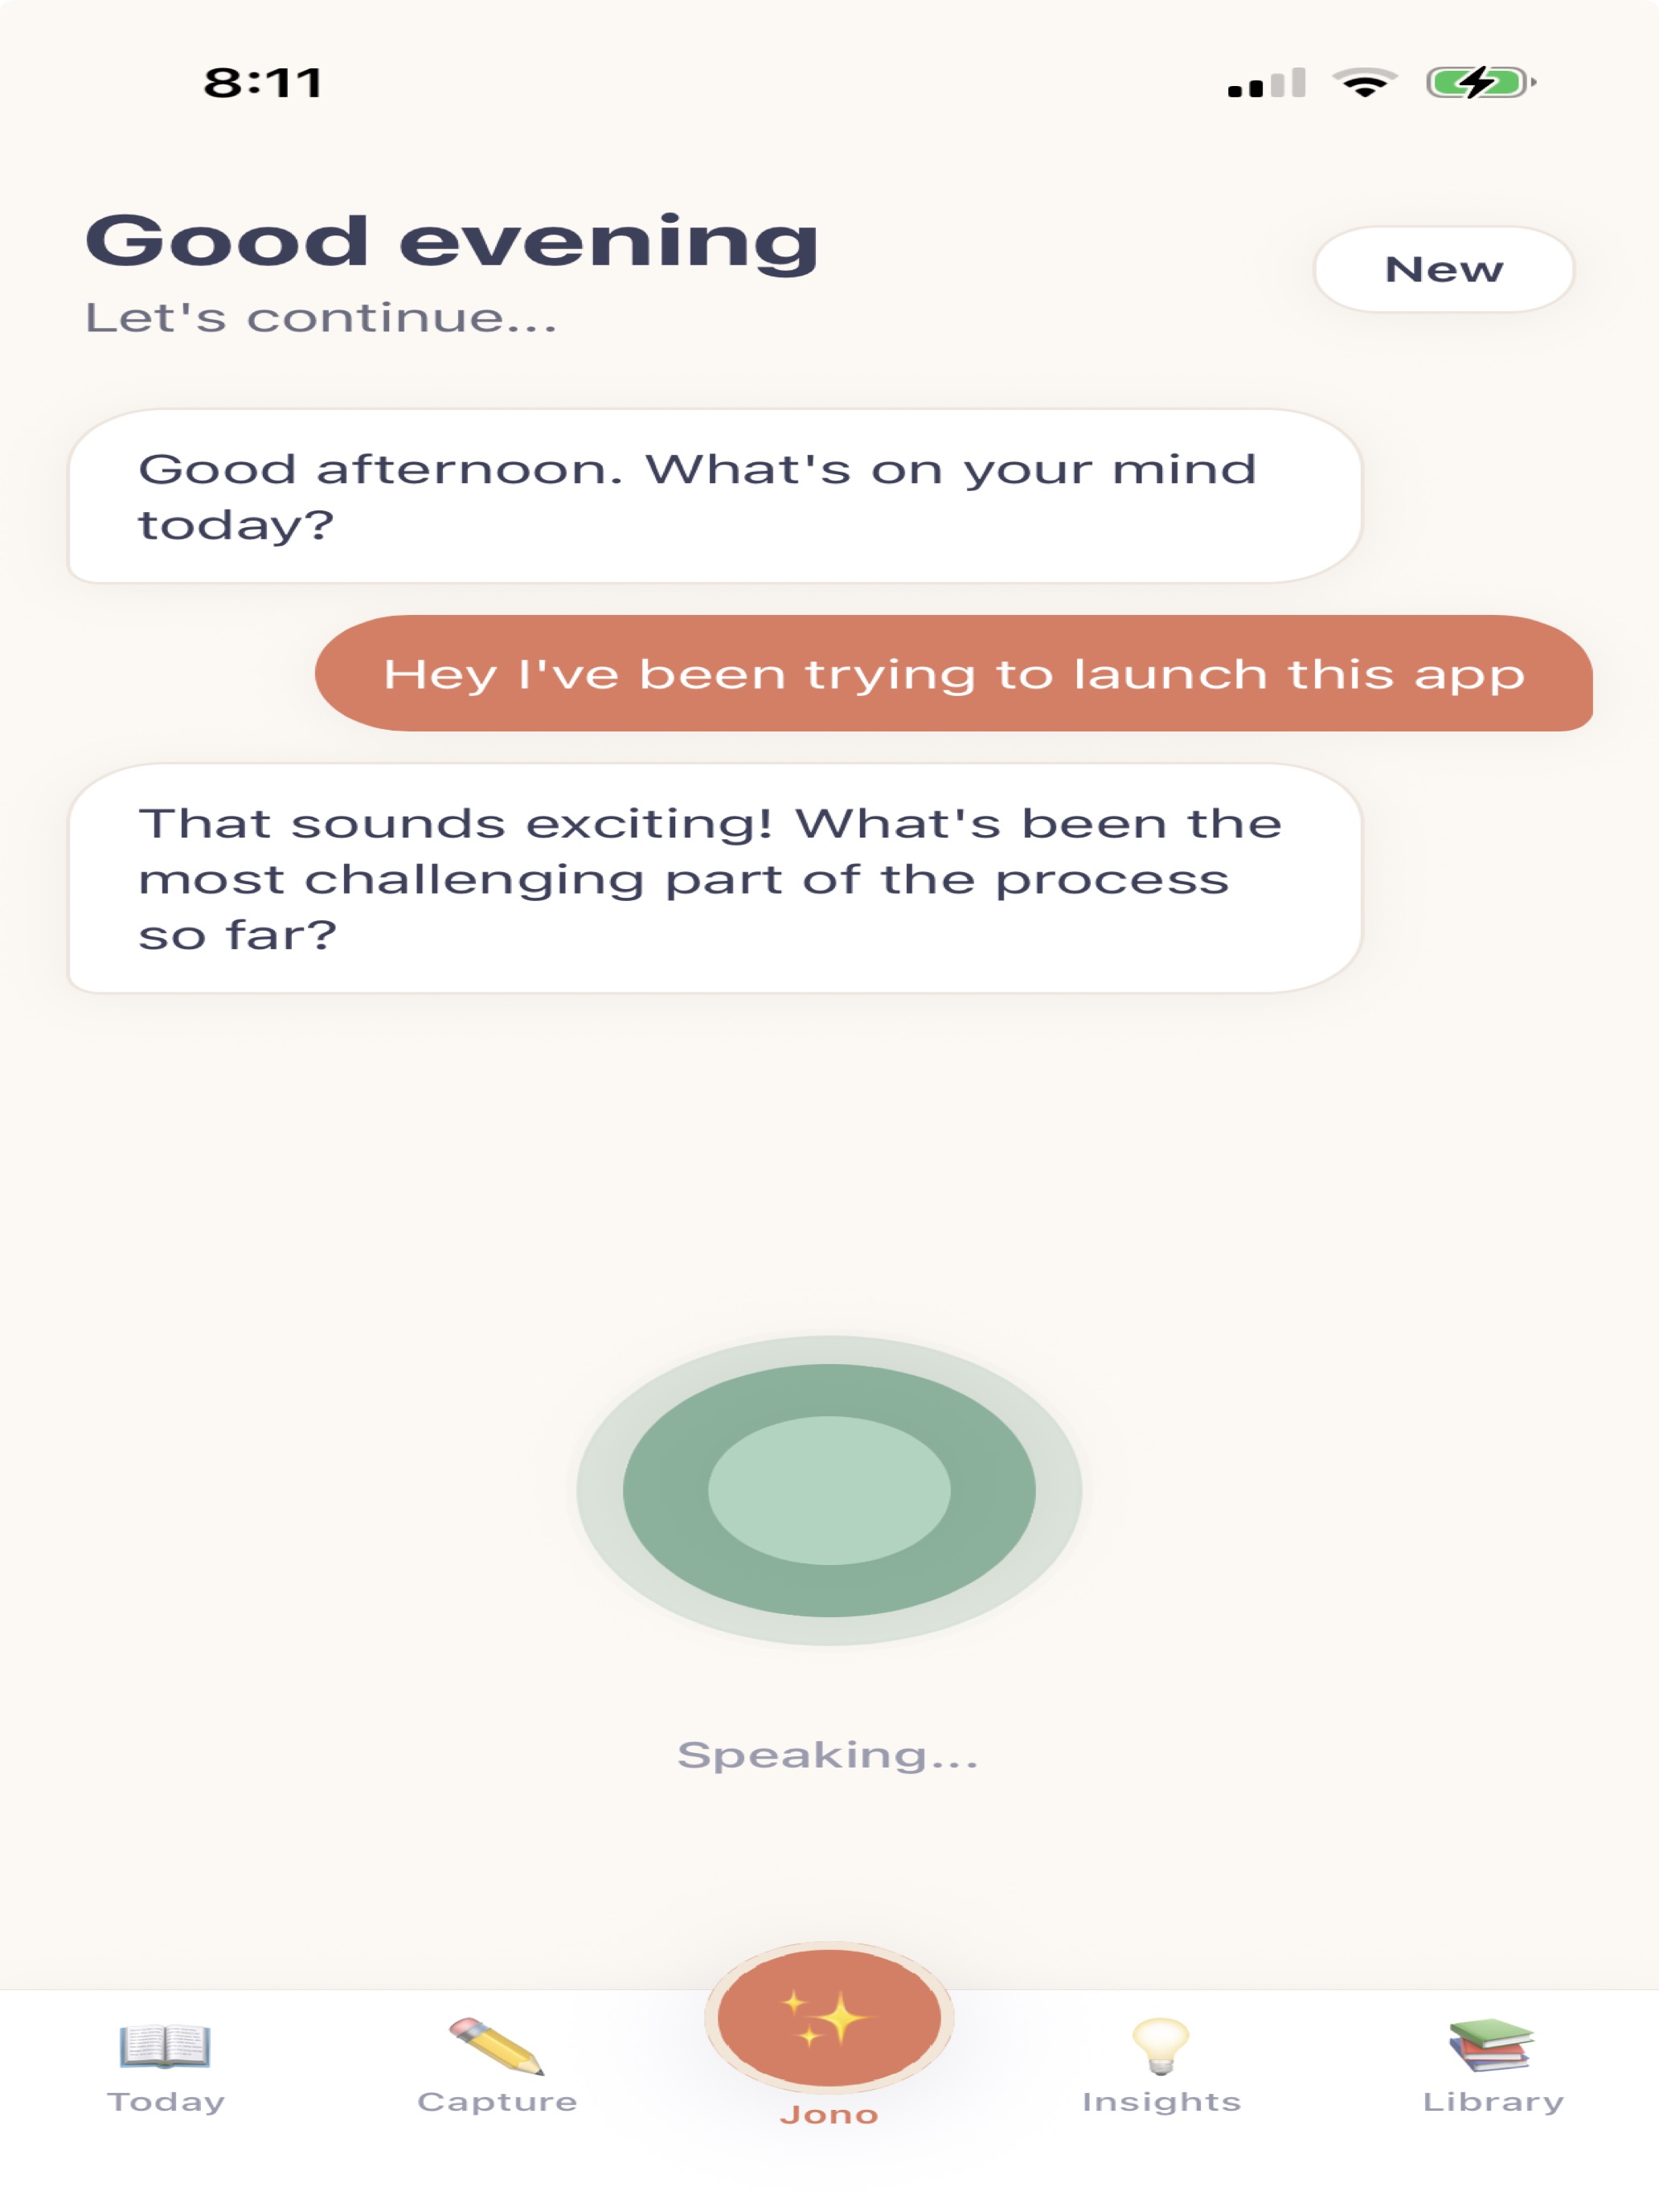 8:11
Good evening
New
Let's continue...
Good afternoon. What's on your mind
today?
Hey I've been trying to launch this app
That sounds exciting! What's been the
most challenging part of the process
so far?
Speaking...
Today
Capture
Jono
Insights
Library